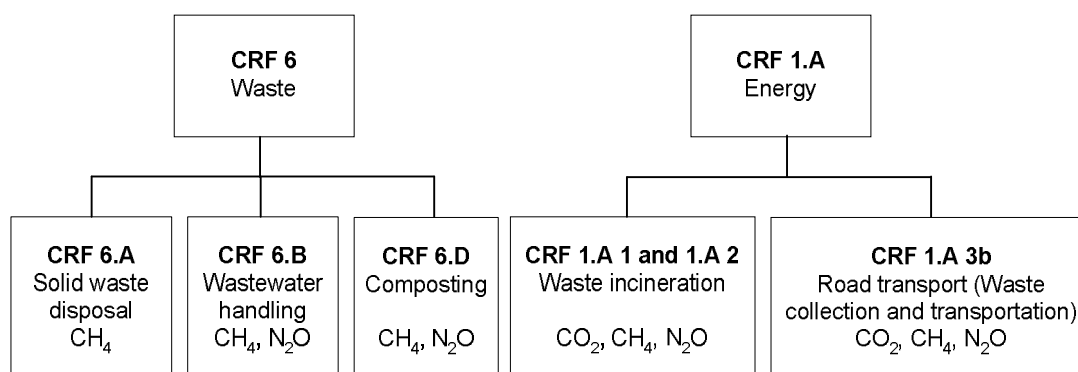 CRF 6
Waste
CRF 1.A
Energy
CRF 6.A
Solid waste
disposal
CH₄
CRF 6.B
Wastewater
handling
CH₄, N₂O
CRF 6.D
Composting
CH₄, N₂O
CRF 1.A 1 and 1.A 2
Waste incineration
CO₂, CH₄, N₂O
CRF 1.A 3b
Road transport (Waste
collection and transportation)
CO₂, CH₄, N₂O